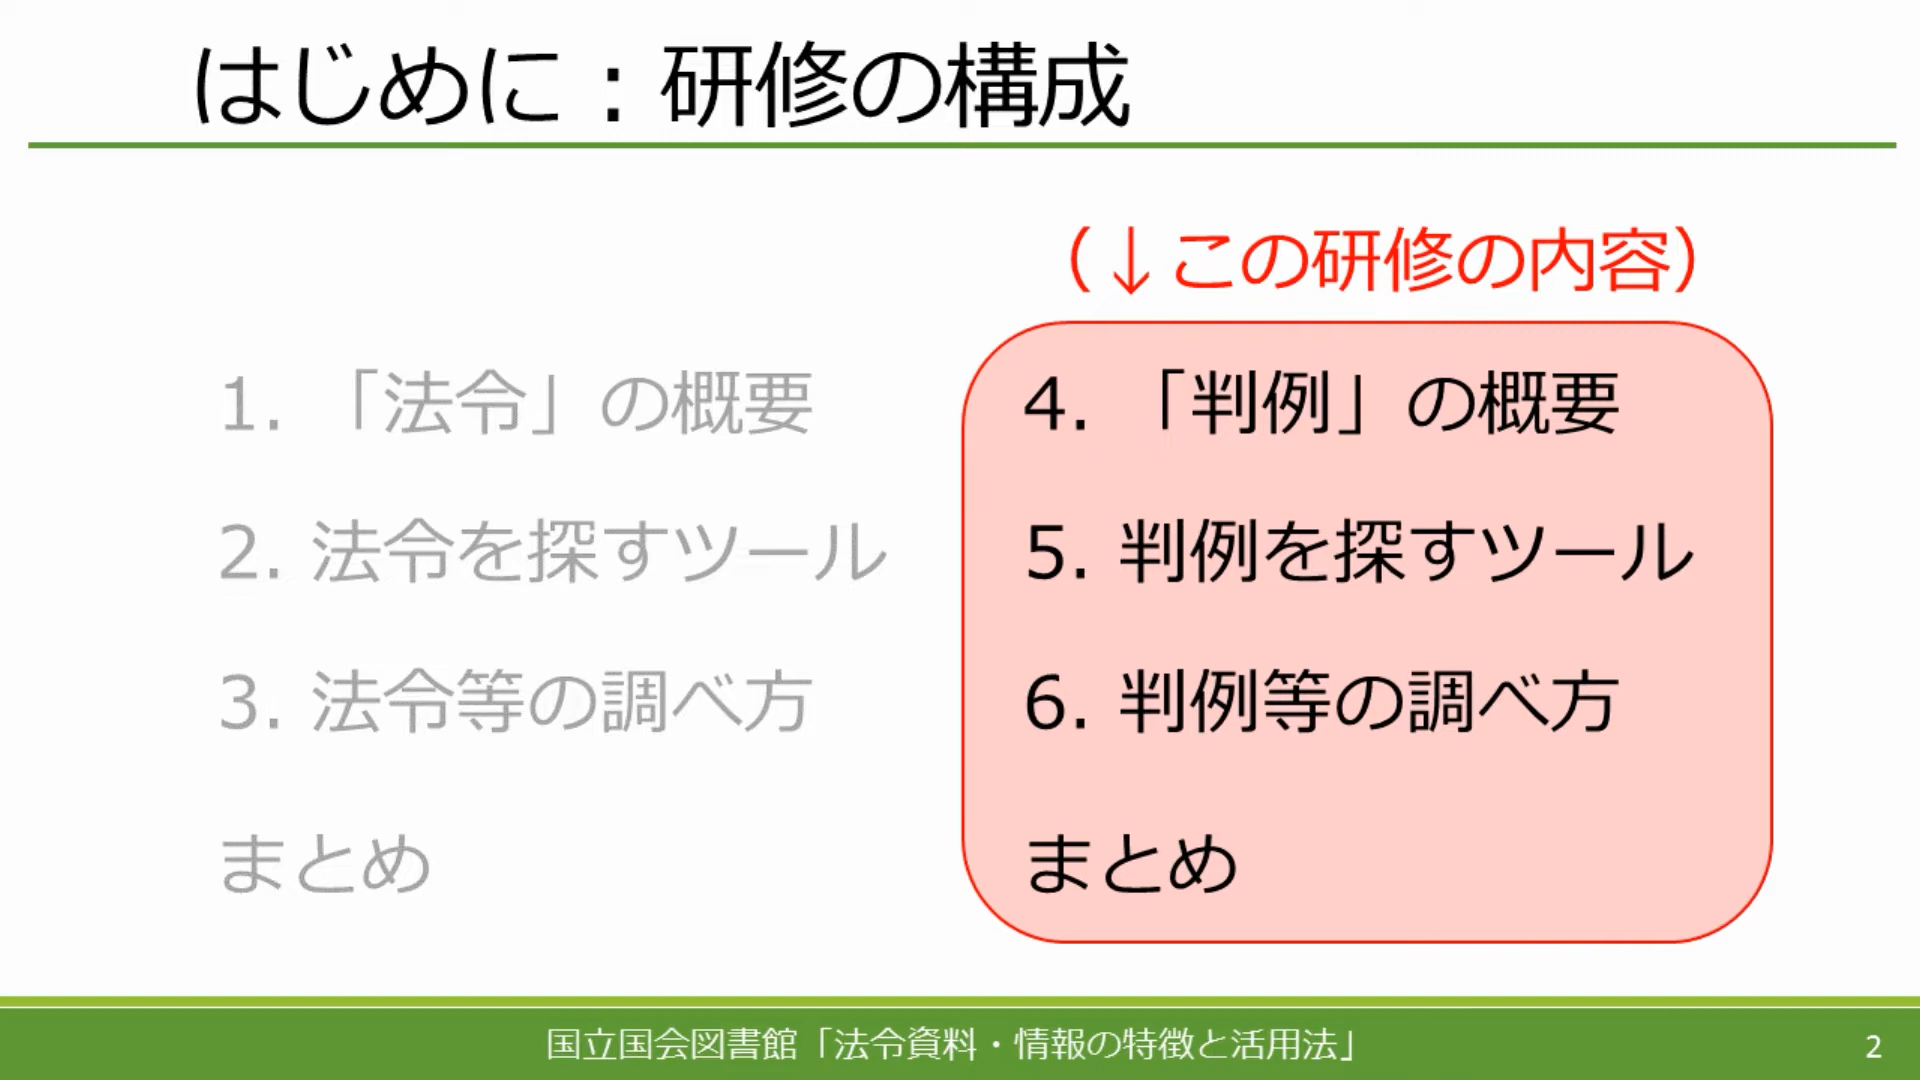 はじめに：研修の構成
1. 「法令」の概要
2. 法令を探すツール
3. 法令等の調べ方
まとめ
（↓この研修の内容）
4. 「判例」の概要
5. 判例を探すツール
6. 判例等の調べ方
まとめ
国立国会図書館「法令資料・情報の特徴と活用法」
2